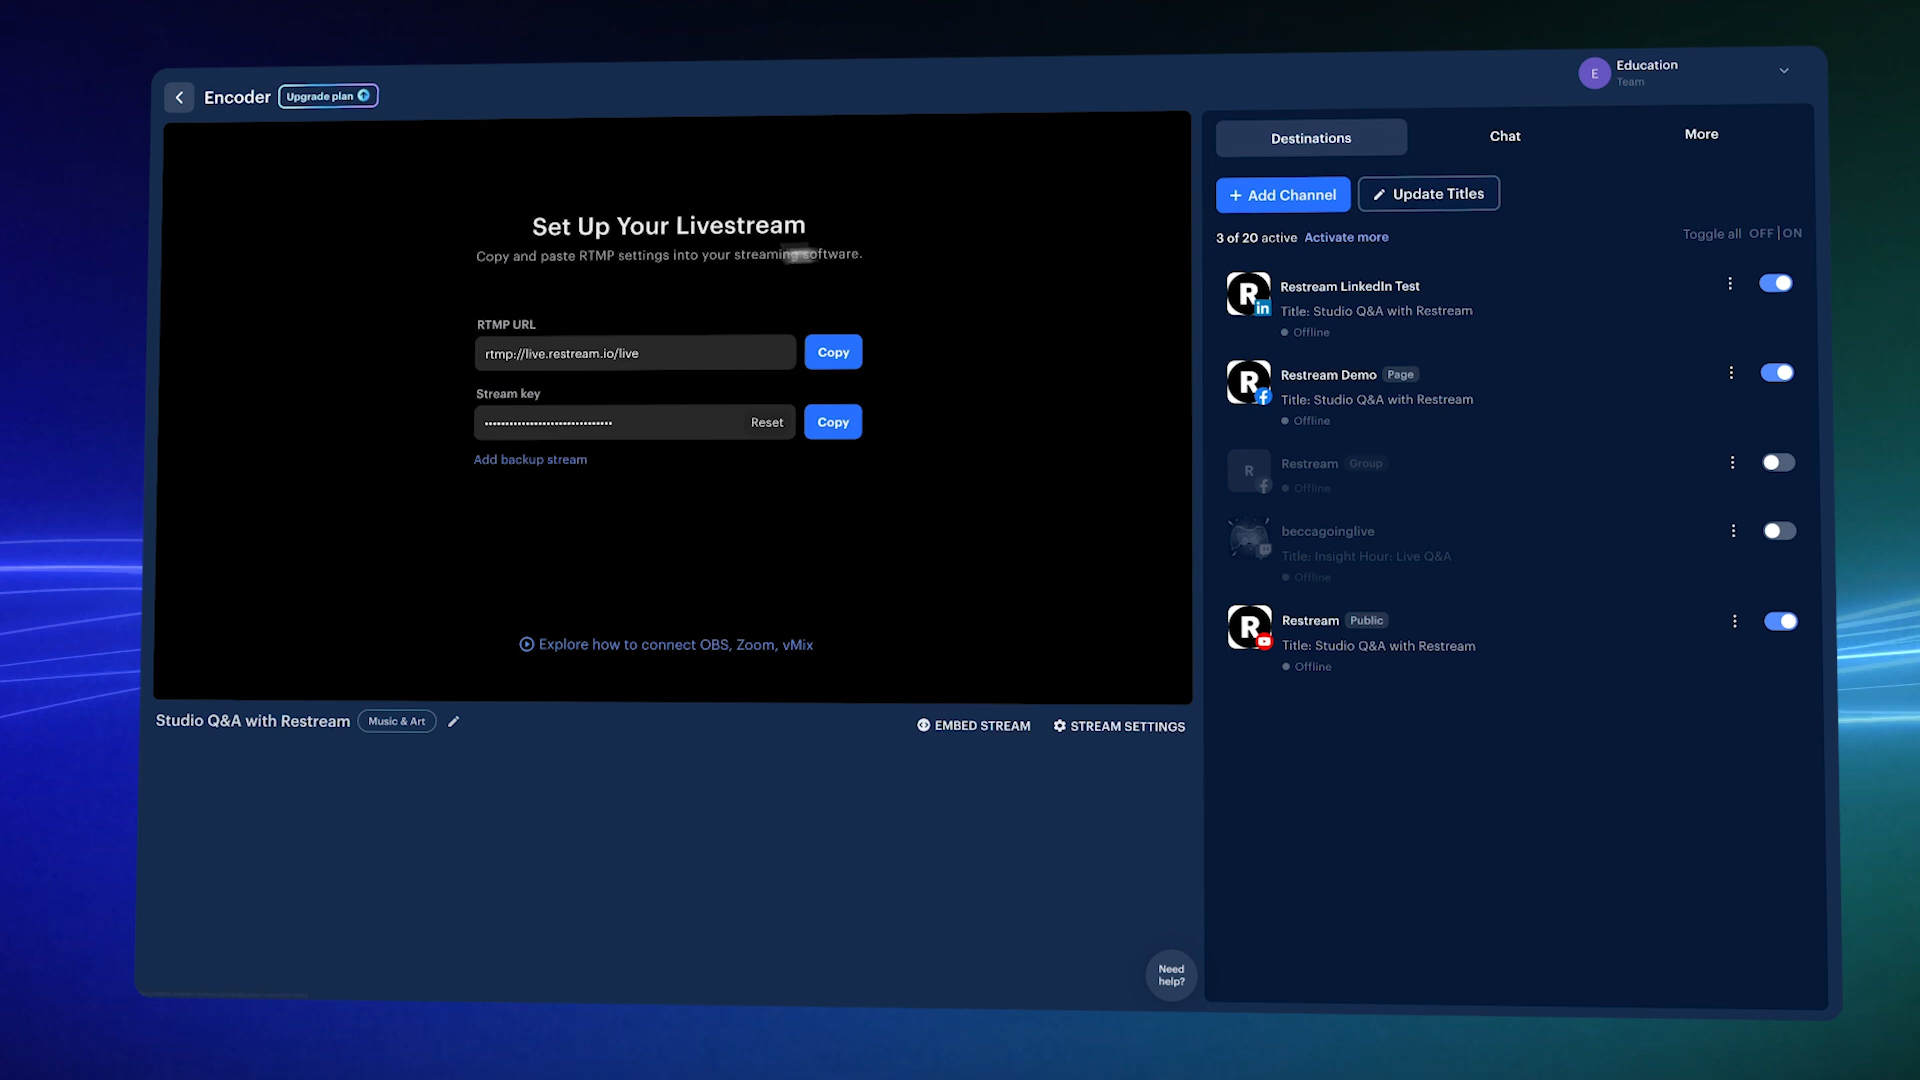 Encoder
Upgrade plan
E
Education
Team
Set Up Your Livestream
Copy and paste RTMP settings into your streaming software.
RTMP URL
rtmp://live.restream.io/live
Copy
Stream key
••••••••••••••••••••••••••••••
Reset
Copy
Add backup stream
Explore how to connect OBS, Zoom, vMix
Studio Q&A with Restream
Music & Art
EMBED STREAM
STREAM SETTINGS
Need
help?
Destinations
Chat
More
+ Add Channel
Update Titles
3 of 20 active Activate more
Toggle all OFF | ON
R
in
Restream LinkedIn Test
Title: Studio Q&A with Restream
Offline
R
f
Restream Demo Page
Title: Studio Q&A with Restream
Offline
R
f
Restream Group
Offline
beccagoinglive
Title: Insight Hour: Live Q&A
Offline
R
Restream Public
Title: Studio Q&A with Restream
Offline